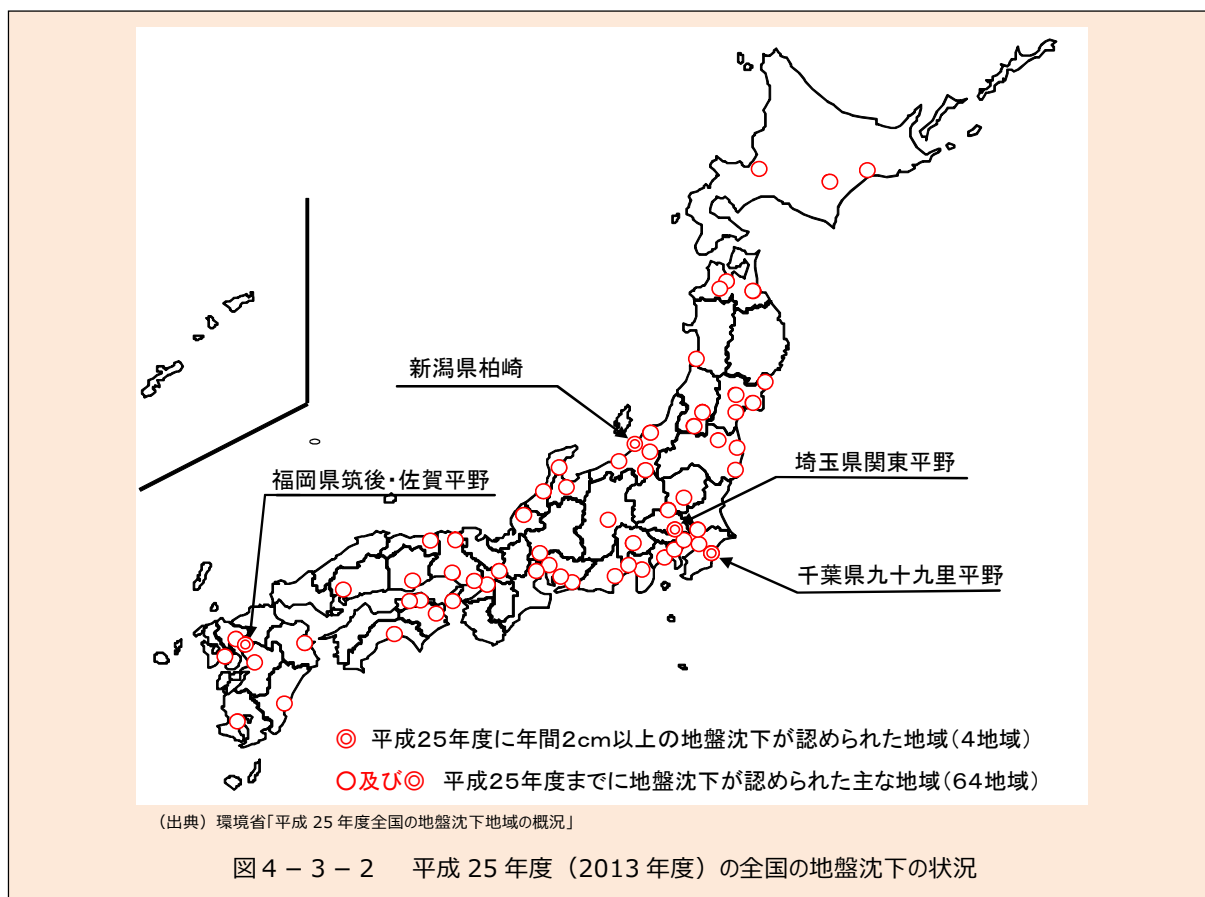 新潟県柏崎
埼玉県関東平野
福岡県筑後・佐賀平野
千葉県九十九里平野
◎ 平成25年度に年間2cm以上の地盤沈下が認められた地域(4地域)
○及び◎ 平成25年度までに地盤沈下が認められた主な地域(64地域)
(出典)環境省「平成 25 年度全国の地盤沈下地域の概況」
図4-3-2 平成 25 年度(2013 年度)の全国の地盤沈下の状況